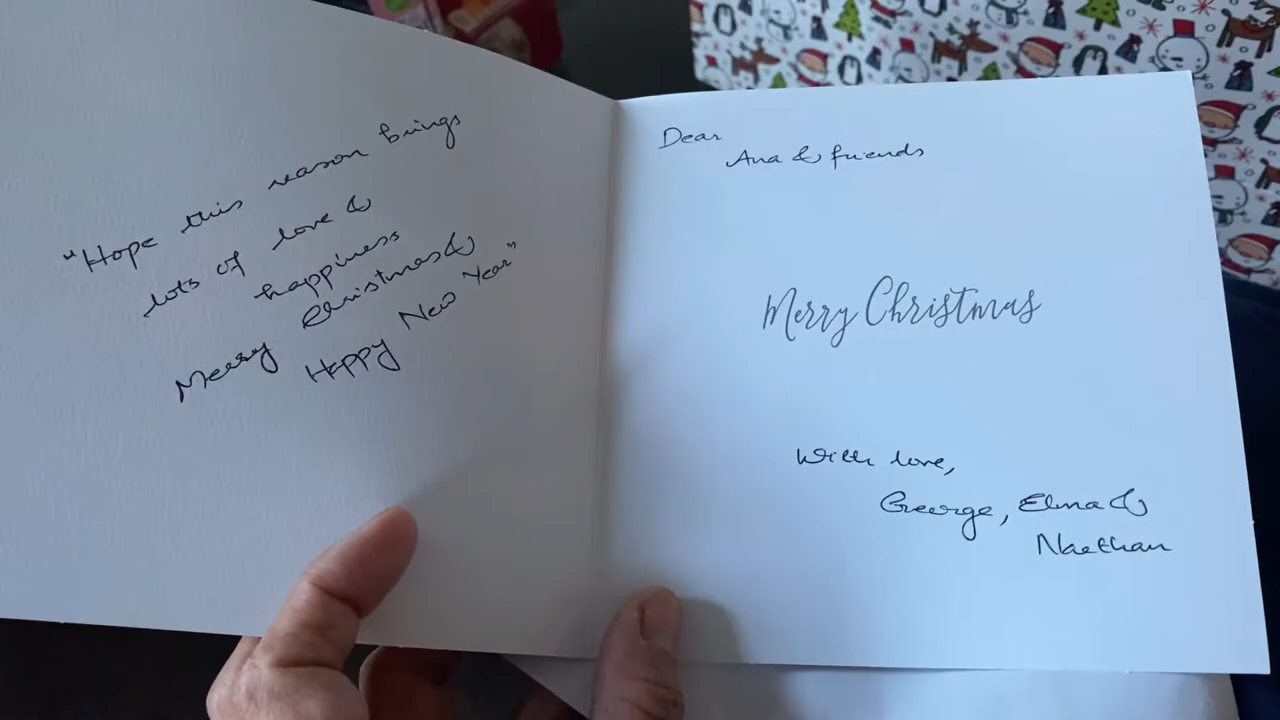 "Hope this season brings
lots of love &
happiness
Merry Christmas &
Happy New Year"
Dear
Ana & friends
Merry Christmas
With love,
George, Elma &
Naethan